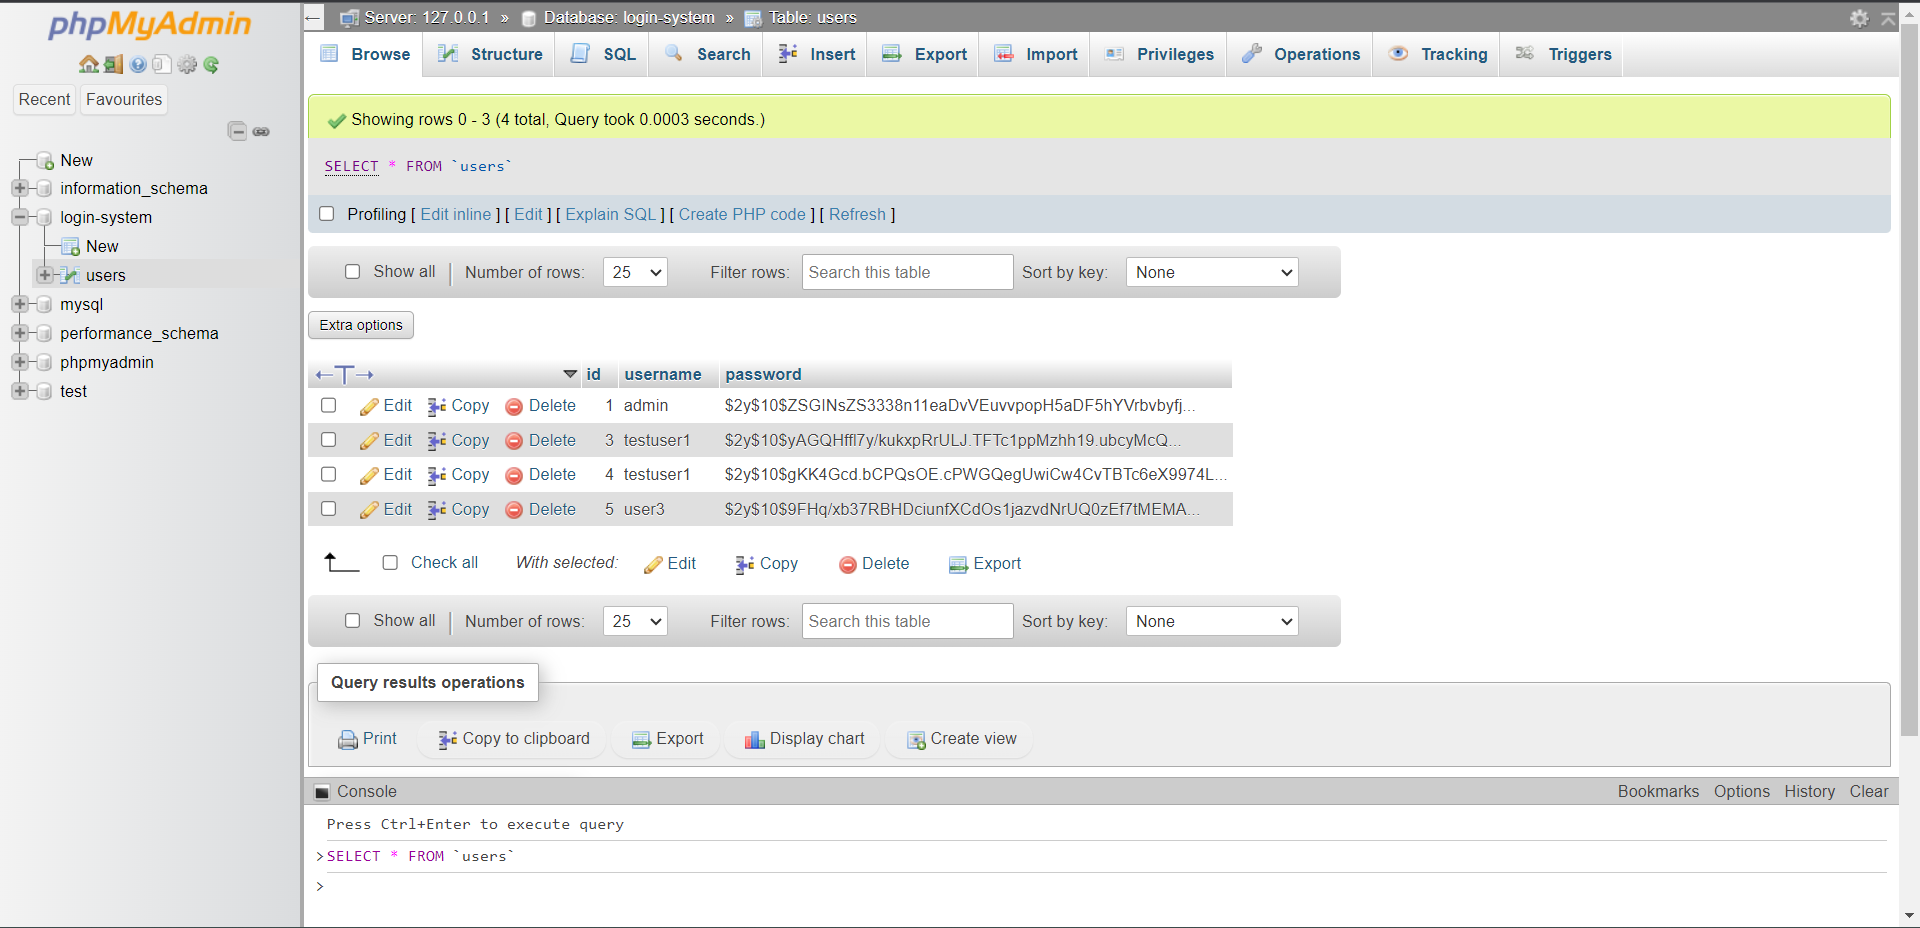 phpMyAdmin
Recent Favourites
New
information_schema
login-system
New
users
mysql
performance_schema
phpmyadmin
test
Server: 127.0.0.1 » Database: login-system » Table: users
Browse Structure SQL Search Insert Export Import Privileges Operations Tracking Triggers
Showing rows 0 - 3 (4 total, Query took 0.0003 seconds.)
SELECT * FROM `users`
Profiling [ Edit inline ] [ Edit ] [ Explain SQL ] [ Create PHP code ] [ Refresh ]
Show all Number of rows: 25 Filter rows: Search this table Sort by key: None
Extra options
id username password
Edit Copy Delete 1 admin $2y$10$ZSGINsZS3338n11eaDvVEuvvpopH5aDF5hYVrbvbyfj...
Edit Copy Delete 3 testuser1 $2y$10$yAGQHffl7y/kukxpRrULJ.TFTc1ppMzhh19.ubcyMcQ...
Edit Copy Delete 4 testuser1 $2y$10$gKK4Gcd.bCPQsOE.cPWGQegUwiCw4CvTBTc6eX9974L...
Edit Copy Delete 5 user3 $2y$10$9FHq/xb37RBHDciunfXCdOs1jazvdNrUQ0zEf7tMEMA...
Check all With selected: Edit Copy Delete Export
Show all Number of rows: 25 Filter rows: Search this table Sort by key: None
Query results operations
Print Copy to clipboard Export Display chart Create view
Console Bookmarks Options History Clear
Press Ctrl+Enter to execute query
>SELECT * FROM `users`
>